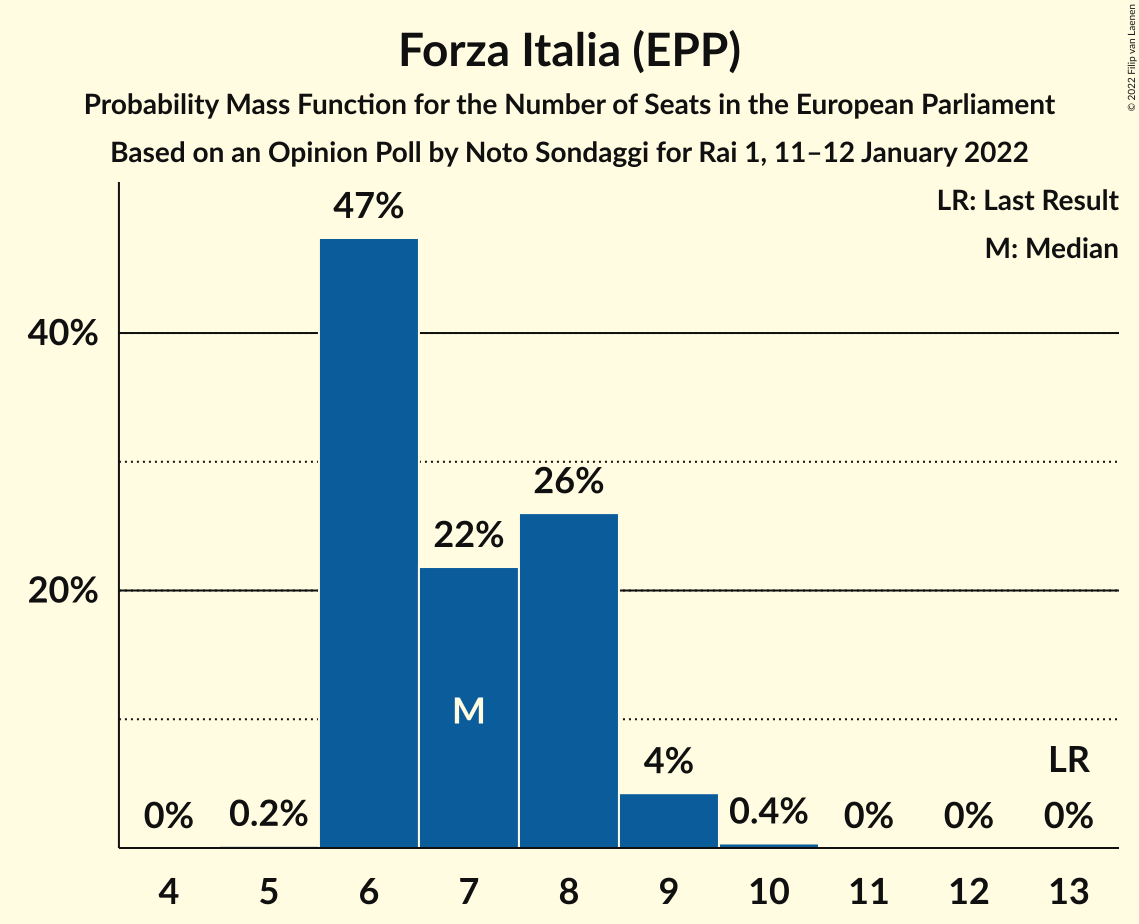 Forza Italia (EPP)
Probability Mass Function for the Number of Seats in the European Parliament
Based on an Opinion Poll by Noto Sondaggi for Rai 1, 11–12 January 2022
© 2022 Filip van Laenen
LR: Last Result
M: Median
47%
40%
26%
22%
20%
M
4%
LR
0% 0.2% 0.4% 0% 0% 0%
4 5 6 7 8 9 10 11 12 13